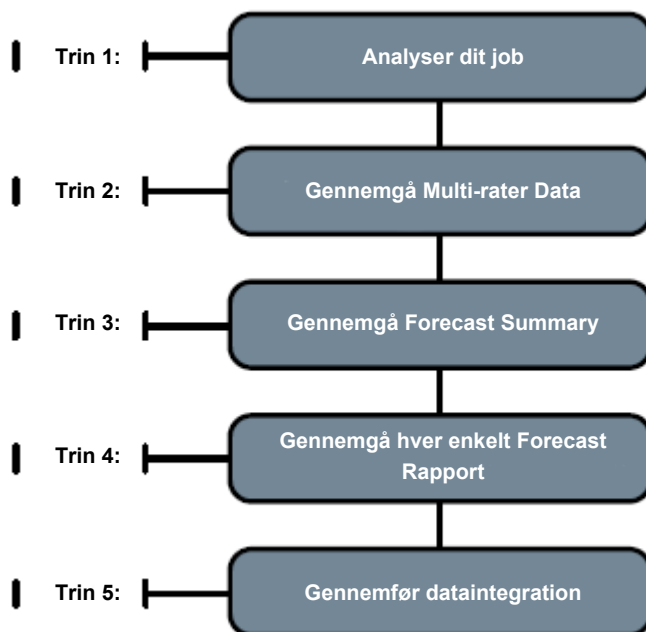 Trin 1:
Analyser dit job
Trin 2:
Gennemgå Multi-rater Data
Trin 3:
Gennemgå Forecast Summary
Trin 4:
Gennemgå hver enkelt Forecast
Rapport
Trin 5:
Gennemfør dataintegration